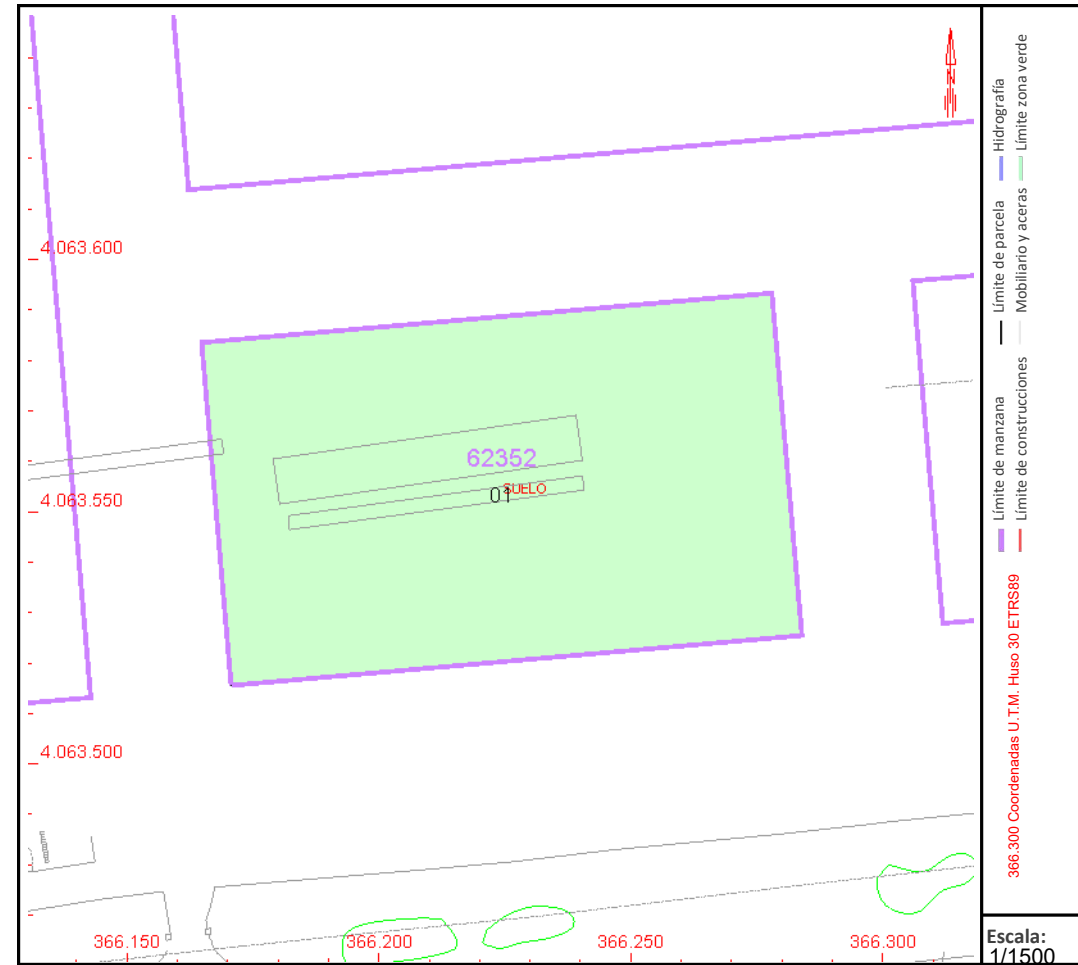 N
4.063.600
62352
SUELO
01
4.063.550
4.063.500
366.150
366.200
366.250
366.300
366.300 Coordenadas U.T.M. Huso 30 ETRS89
Límite de manzana
Límite de parcela
Hidrografía
Límite de construcciones
Mobiliario y aceras
Límite zona verde
Escala:
1/1500